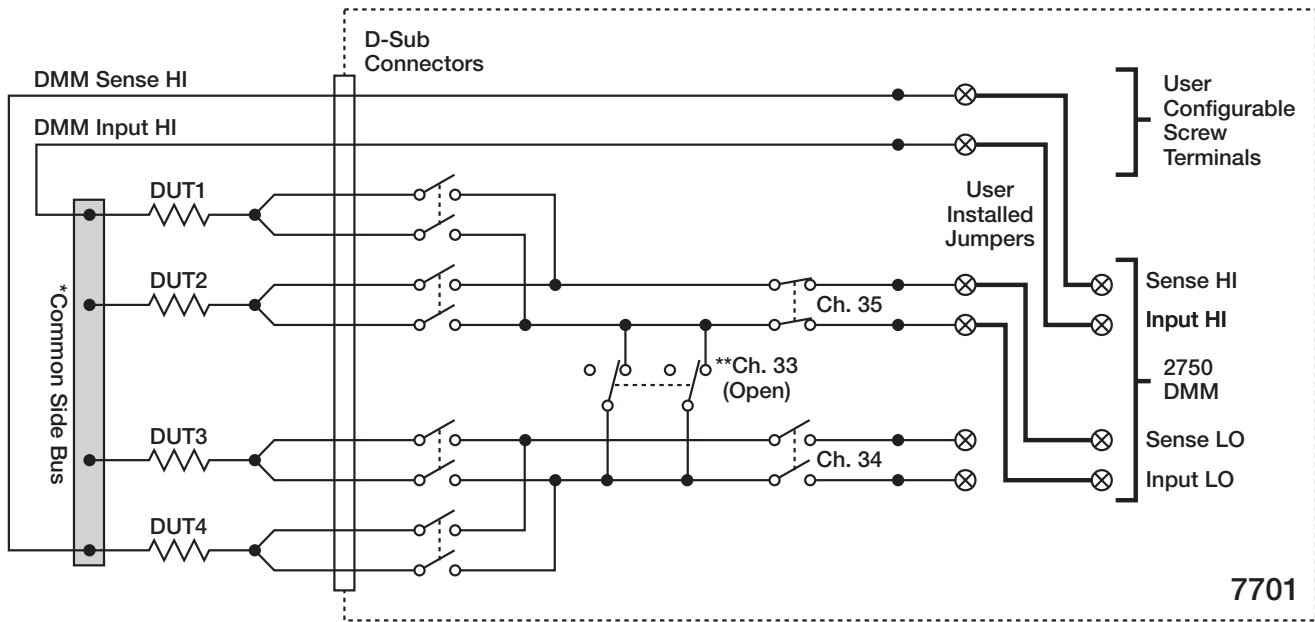 D-Sub
Connectors
DMM Sense HI
DMM Input HI
User
Configurable
Screw
Terminals
DUT1
User
Installed
Jumpers
DUT2
*Common Side Bus
Ch. 35
Sense HI
Input HI
**Ch. 33
(Open)
2750
DMM
DUT3
Ch. 34
Sense LO
Input LO
DUT4
7701